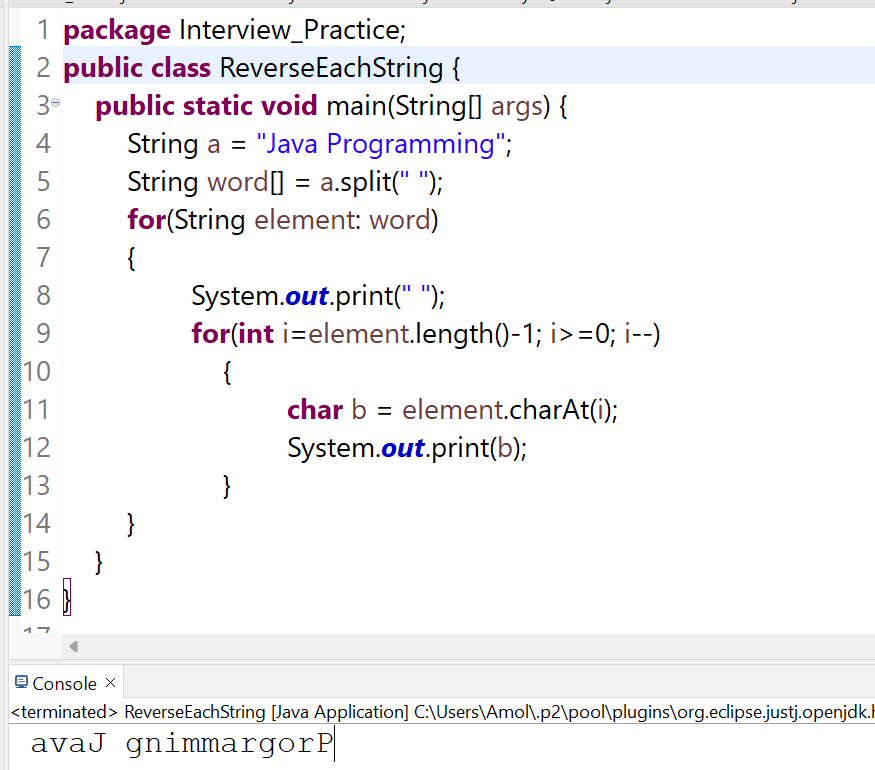 1 package Interview_Practice;
2 public class ReverseEachString {
3 public static void main(String[] args) {
4 String a = "Java Programming";
5 String word[] = a.split(" ");
6 for(String element: word)
7 {
8 System.out.print(" ");
9 for(int i=element.length()-1; i>=0; i--)
10 {
11 char b = element.charAt(i);
12 System.out.print(b);
13 }
14 }
15 }
16 }
17
Console ×
<terminated> ReverseEachString [Java Application] C:\Users\Amol\.p2\pool\plugins\org.eclipse.justj.openjdk.h
avaJ gnimmargorP